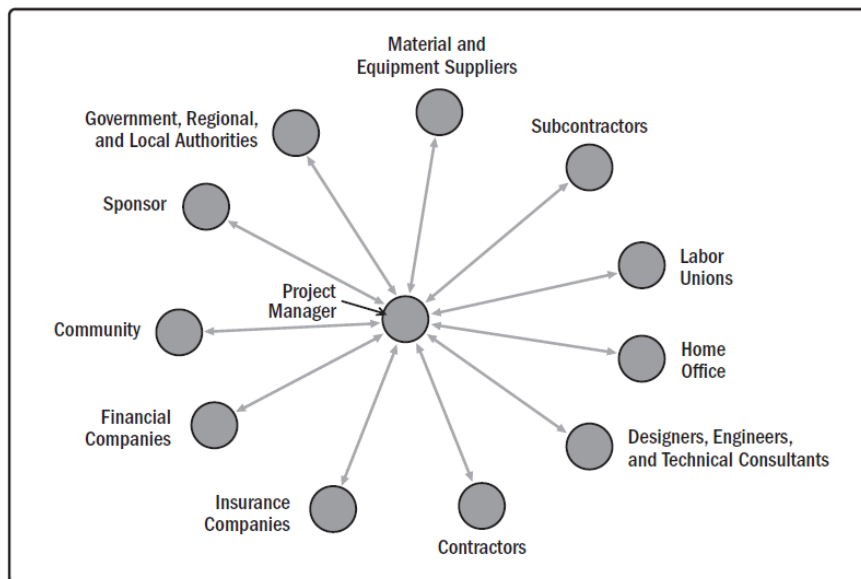 Material and
Equipment Suppliers
Government, Regional,
and Local Authorities
Subcontractors
Sponsor
Labor
Unions
Project
Manager
Community
Home
Office
Financial
Companies
Designers, Engineers,
and Technical Consultants
Insurance
Companies
Contractors